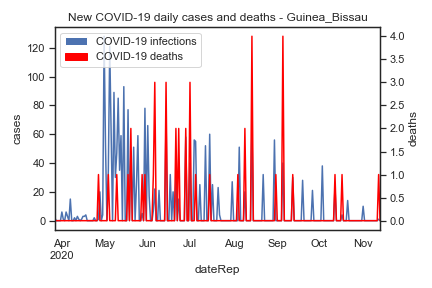 New COVID-19 daily cases and deaths - Guinea_Bissau
COVID-19 infections
COVID-19 deaths
120
100
80
60
40
20
0
cases
4.0
3.5
3.0
2.5
2.0
1.5
1.0
0.5
0.0
deaths
Apr May Jun Jul Aug Sep Oct Nov
2020
dateRep